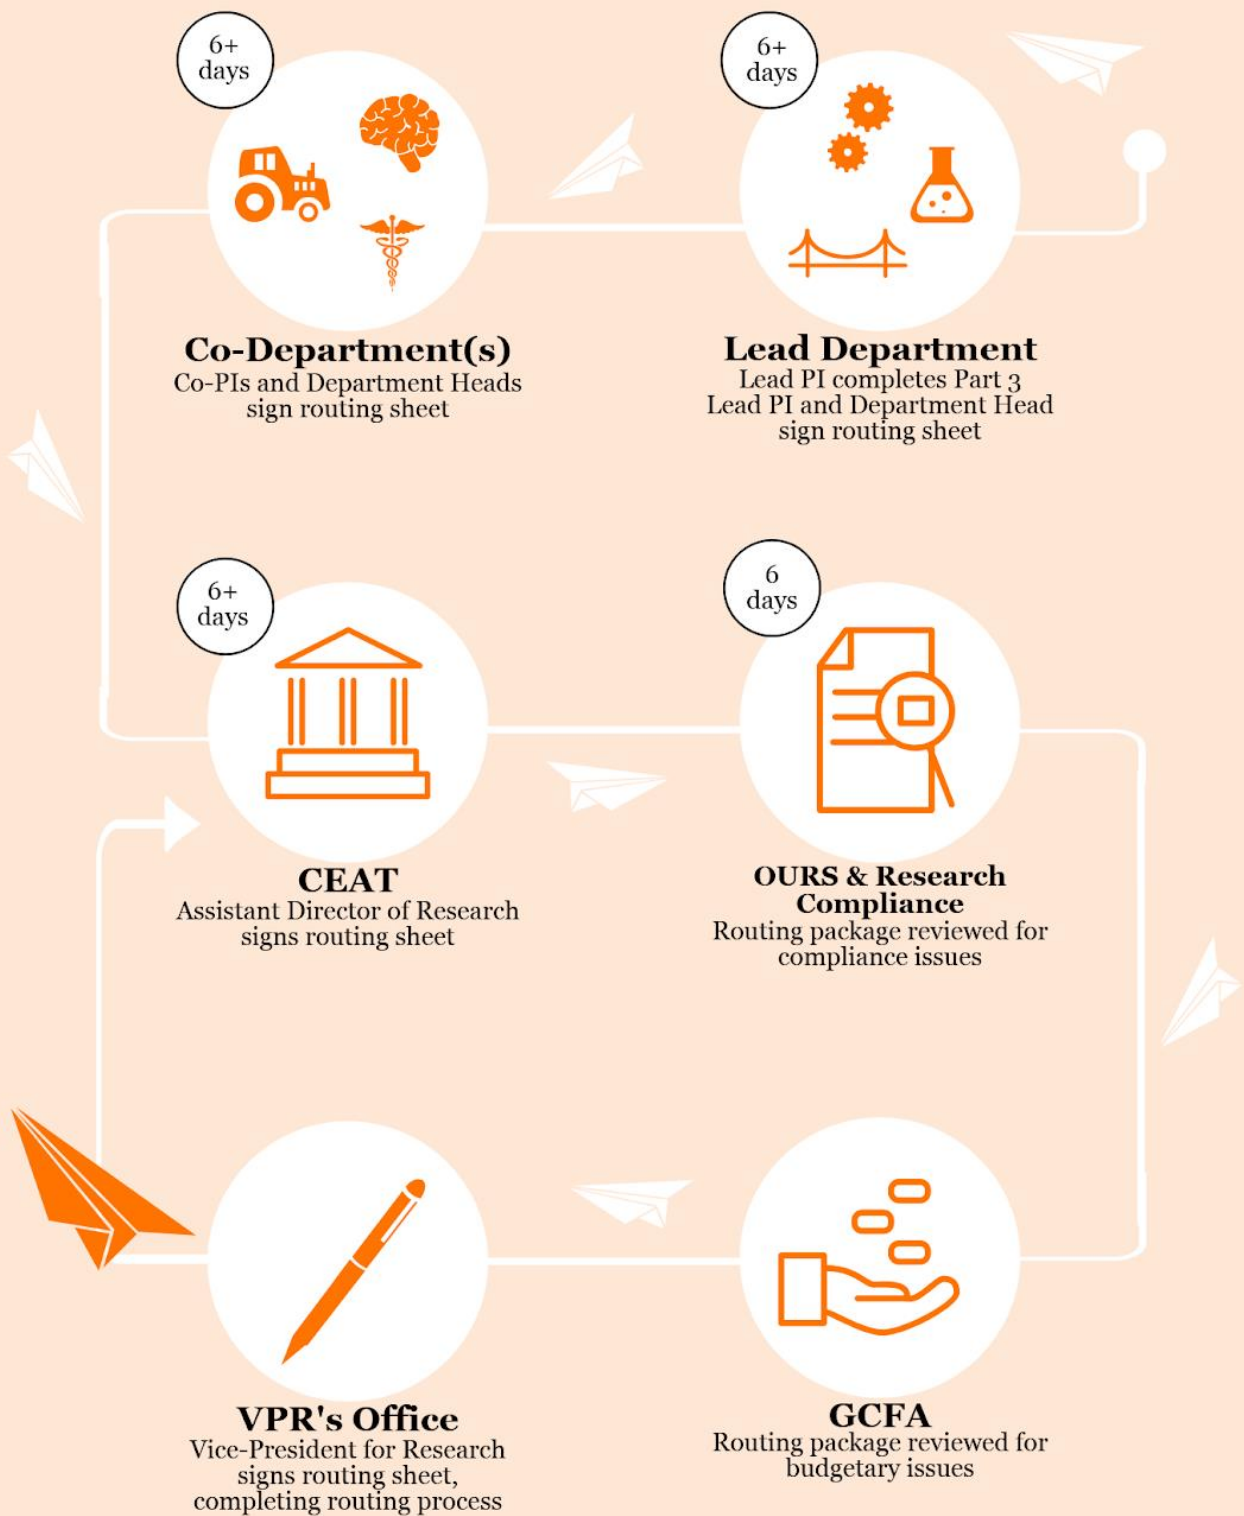 6+
days
Co-Department(s)
Co-PIs and Department Heads
sign routing sheet
6+
days
Lead Department
Lead PI completes Part 3
Lead PI and Department Head
sign routing sheet
6+
days
CEAT
Assistant Director of Research
signs routing sheet
6
days
OURS & Research
Compliance
Routing package reviewed for
compliance issues
VPR's Office
Vice-President for Research
signs routing sheet,
completing routing process
GCFA
Routing package reviewed for
budgetary issues